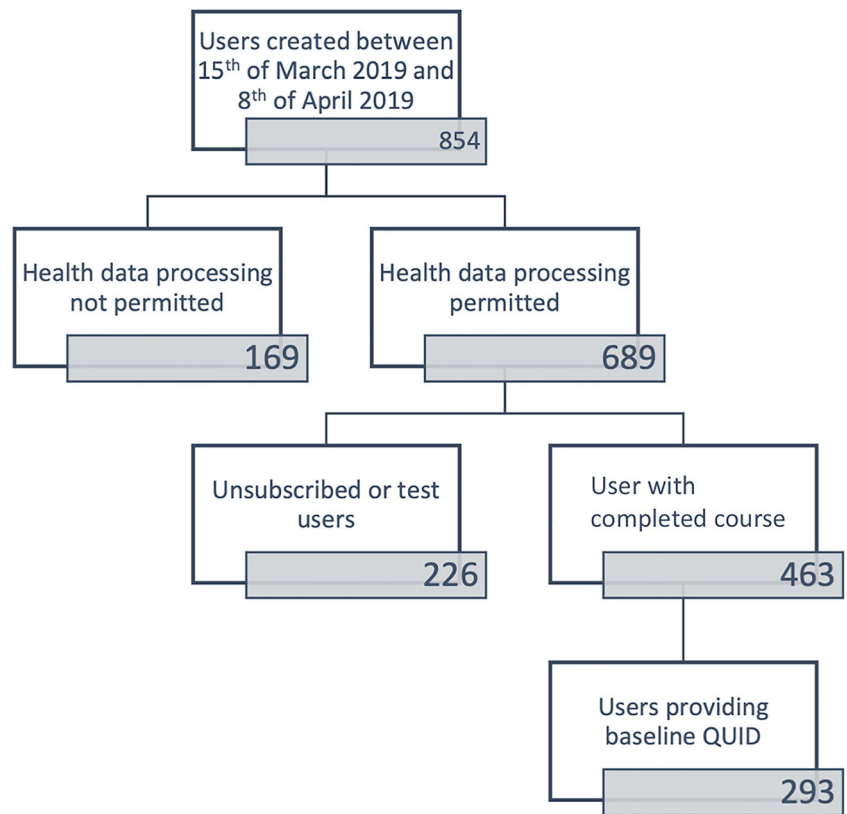 Users created between
15th of March 2019 and
8th of April 2019
854
Health data processing
not permitted
169
Health data processing
permitted
689
Unsubscribed or test
users
226
User with
completed course
463
Users providing
baseline QUID
293